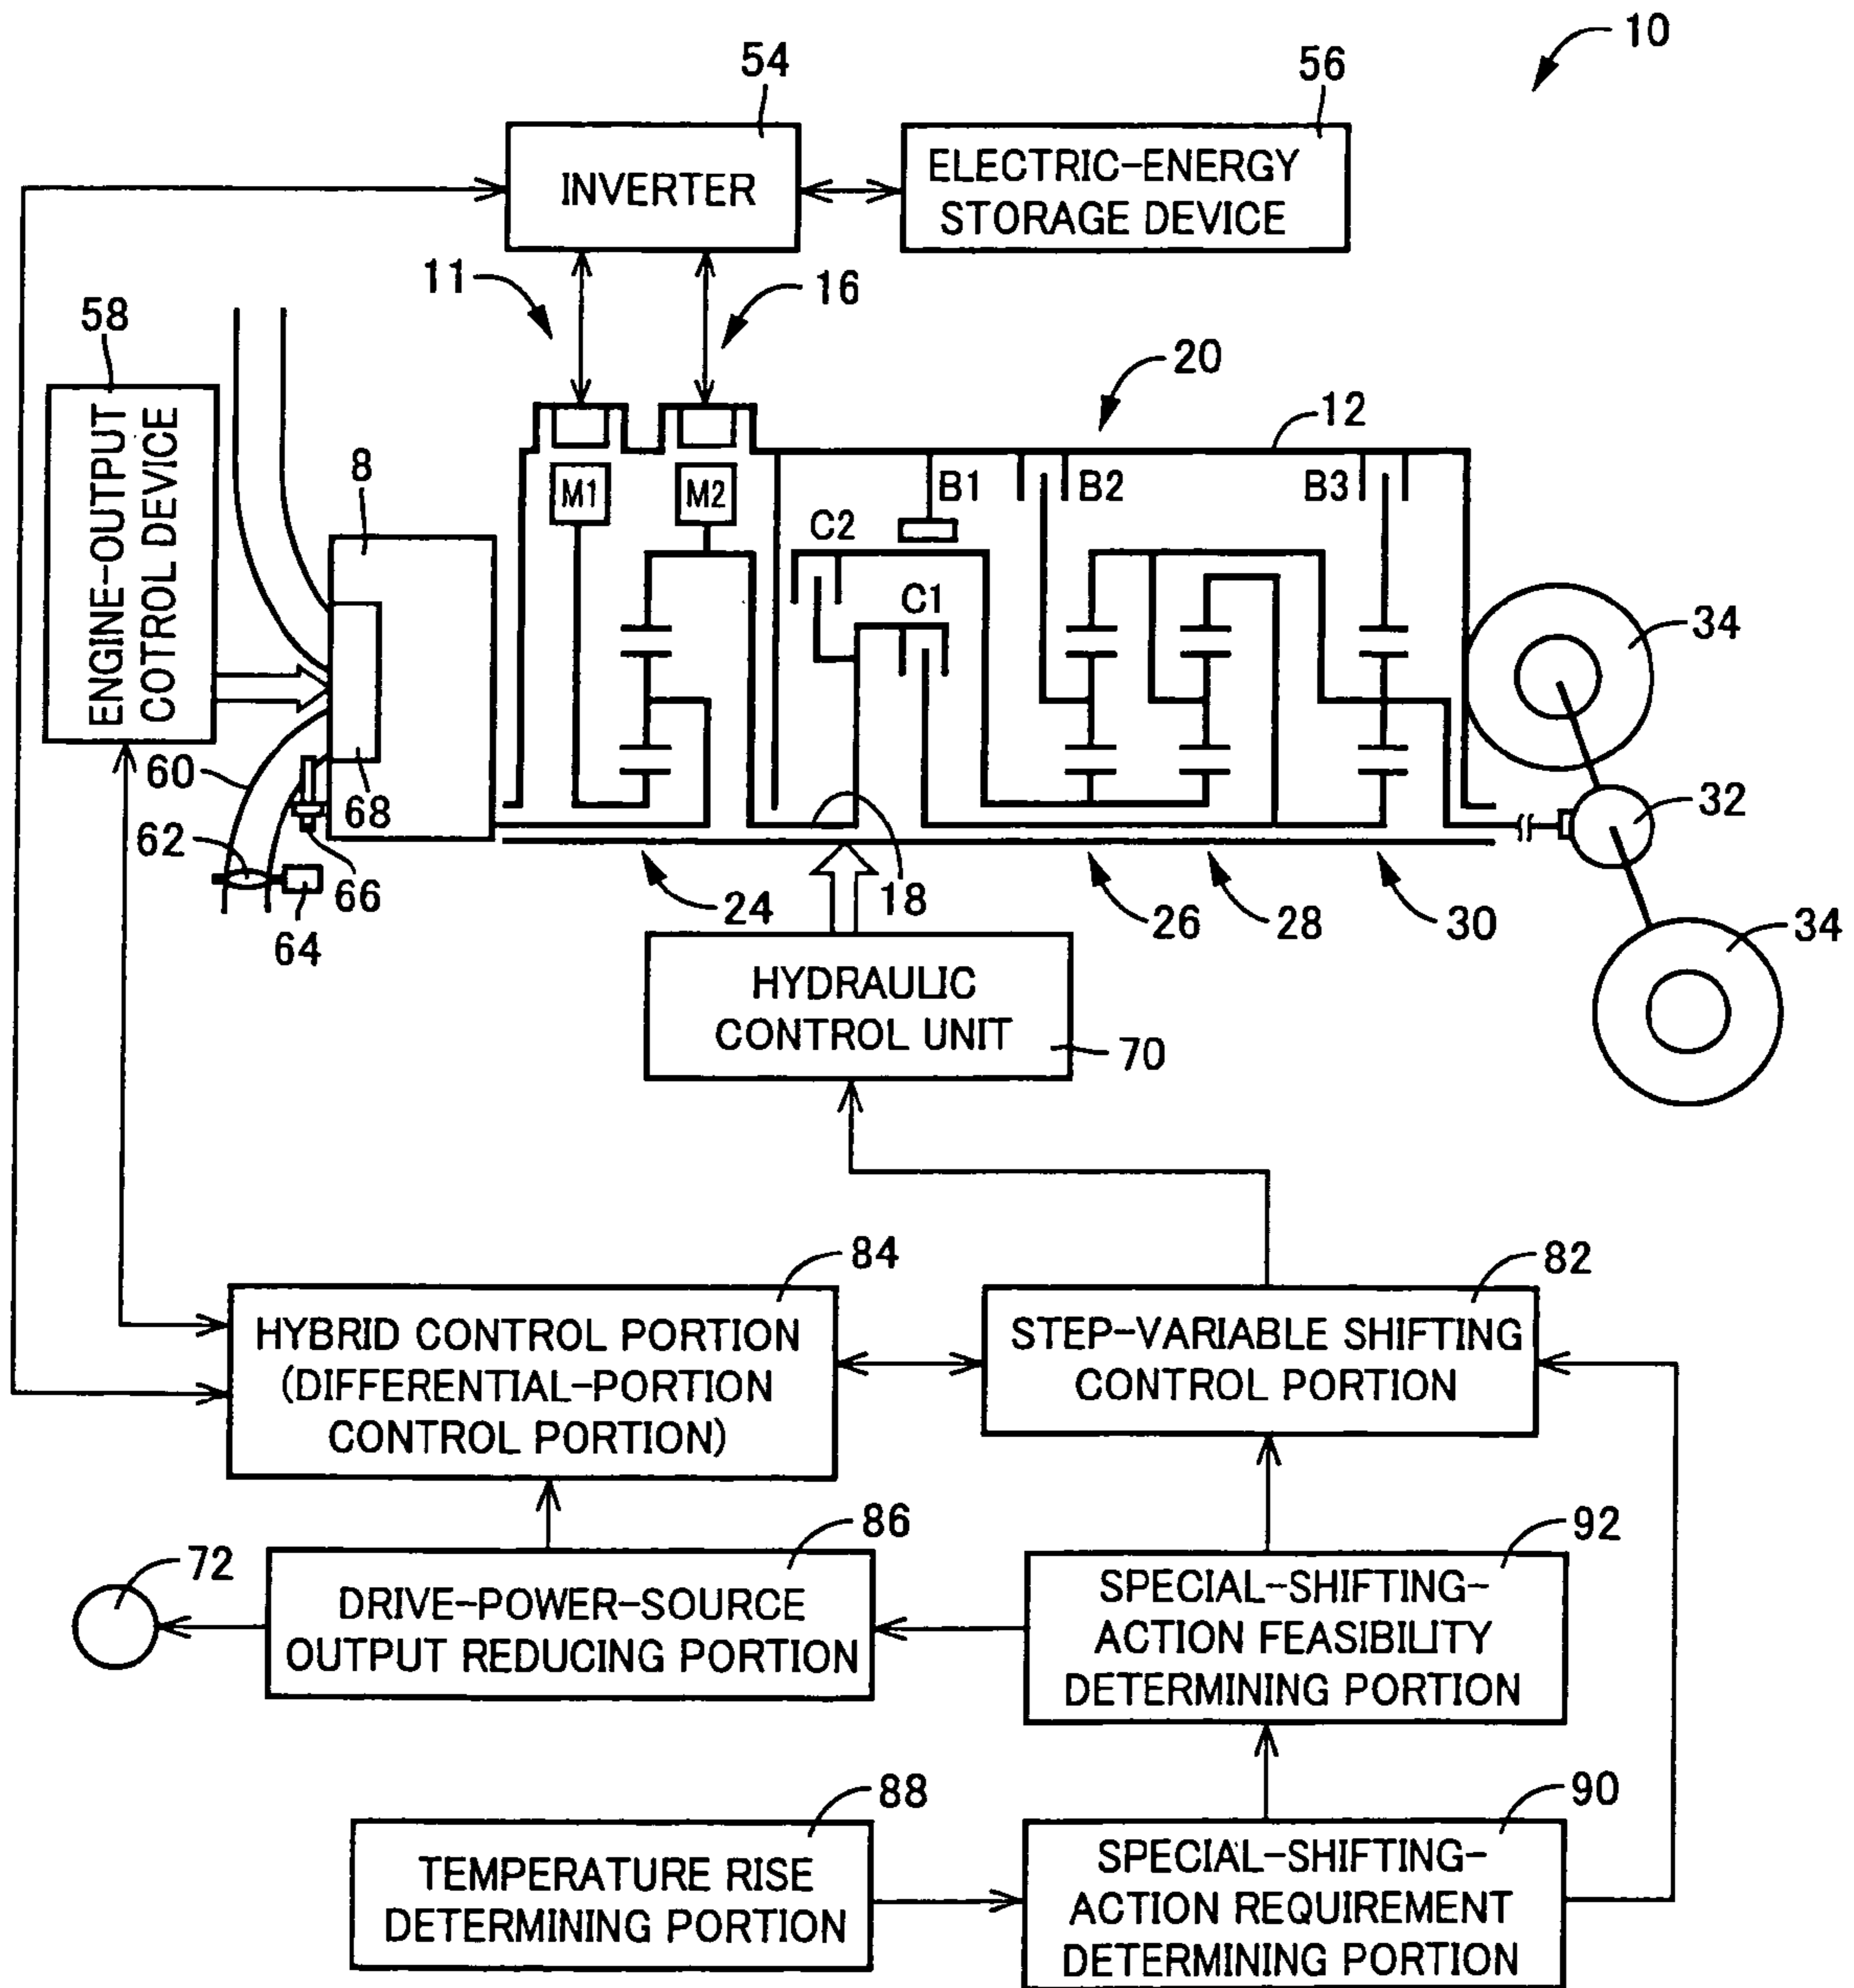 10
54
56
INVERTER
ELECTRIC-ENERGY
STORAGE DEVICE
11
16
58
20
12
ENGINE-OUTPUT
COTROL DEVICE
8
M1
M2
B1
B2
B3
C2
C1
34
60
68
32
62
66
64
24
18
26
28
30
34
HYDRAULIC
CONTROL UNIT
70
84
82
HYBRID CONTROL PORTION
(DIFFERENTIAL-PORTION
CONTROL PORTION)
STEP-VARIABLE SHIFTING
CONTROL PORTION
86
92
72
DRIVE-POWER-SOURCE
OUTPUT REDUCING PORTION
SPECIAL-SHIFTING-
ACTION FEASIBILITY
DETERMINING PORTION
88
90
TEMPERATURE RISE
DETERMINING PORTION
SPECIAL-SHIFTING-
ACTION REQUIREMENT
DETERMINING PORTION